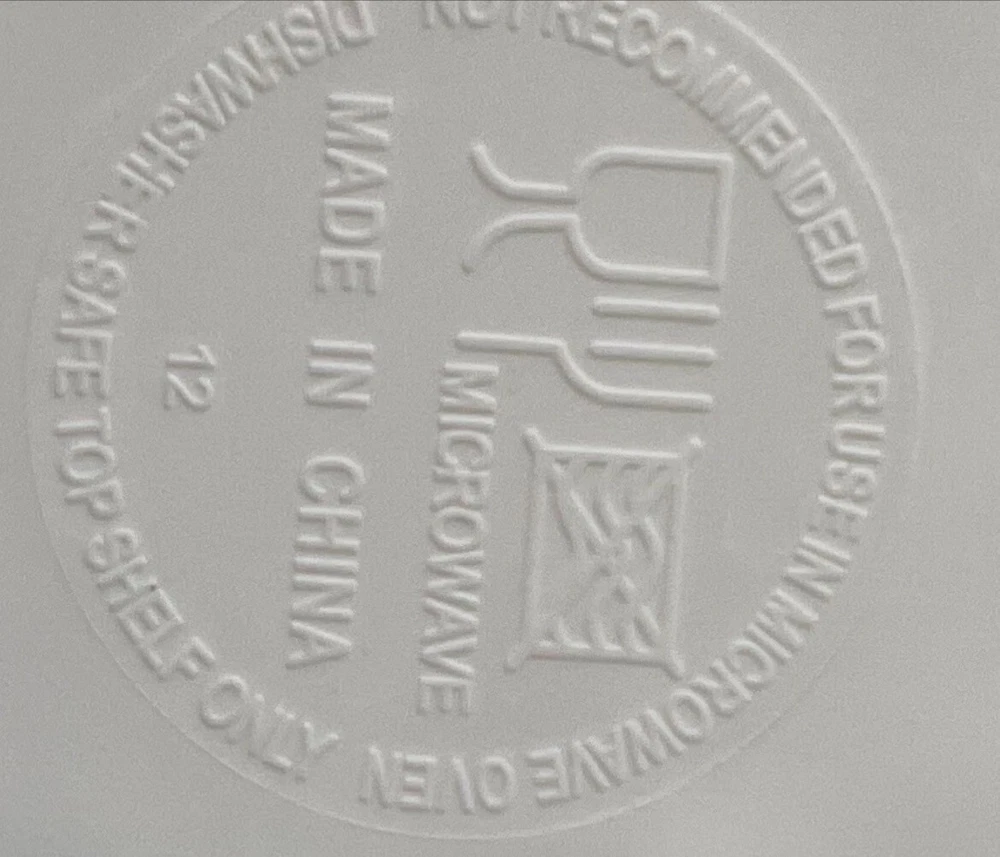 NOT RECOMMENDED FOR USE IN MICROWAVE OVEN
MICROWAVE
MADE IN CHINA
12
DISHWASHER SAFE TOP SHELF ONLY